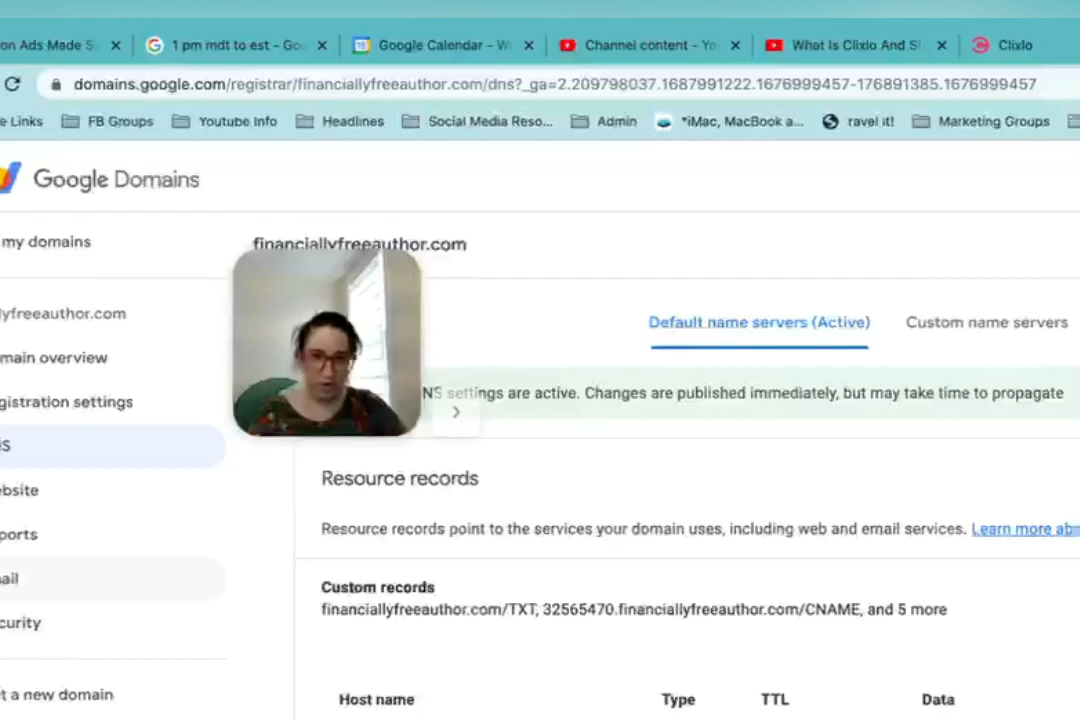 on Ads Made S
1 pm mdt to est - Goo
Google Calendar - W
Channel content - Yo
What Is Clixlo And S
Clixlo
domains.google.com/registrar/financiallyfreeauthor.com/dns?_ga=2.209798037.1687991222.1676999457-176891385.1676999457
e Links
FB Groups
Youtube Info
Headlines
Social Media Reso...
Admin
*iMac, MacBook a...
ravel it!
Marketing Groups
Google Domains
my domains
financiallyfreeauthor.com
lyfreeauthor.com
Default name servers (Active)
Custom name servers
main overview
NS settings are active. Changes are published immediately, but may take time to propagate
gistration settings
S
ebsite
Resource records
ports
Resource records point to the services your domain uses, including web and email services. Learn more ab
ail
Custom records
financiallyfreeauthor.com/TXT, 32565470.financiallyfreeauthor.com/CNAME, and 5 more
curity
t a new domain
Host name
Type
TTL
Data